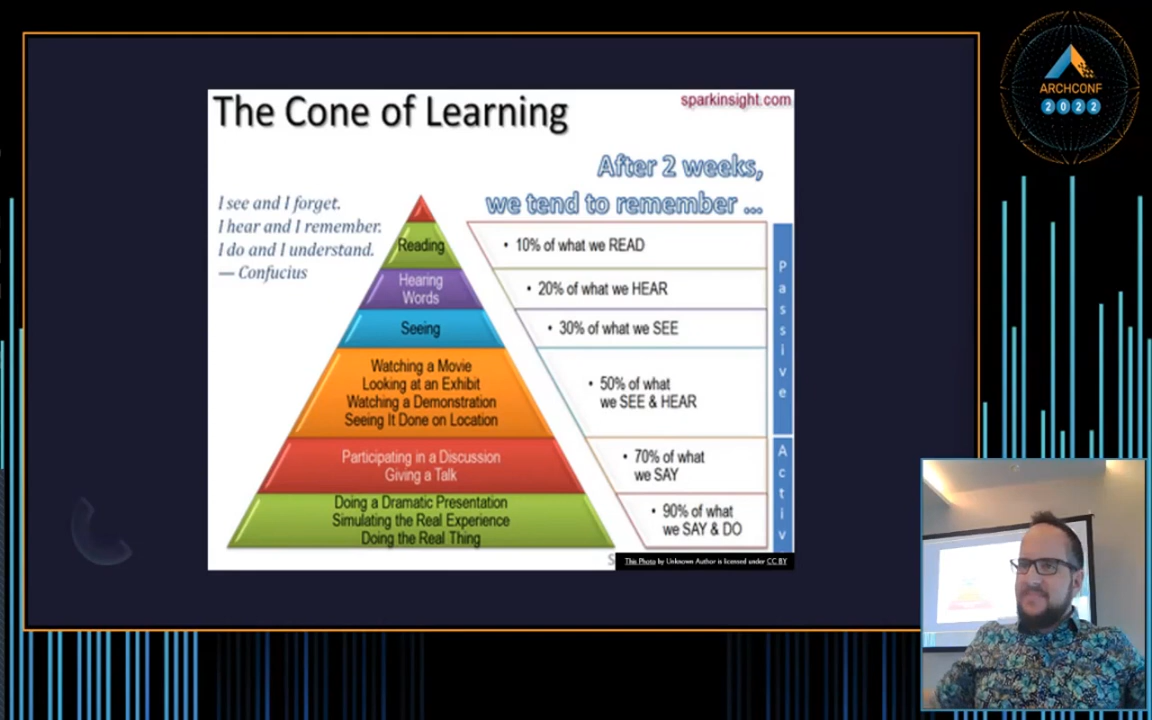 The Cone of Learning
sparkinsight.com
After 2 weeks,
we tend to remember ...
I see and I forget.
I hear and I remember.
I do and I understand.
— Confucius
Reading
Hearing
Words
Seeing
Watching a Movie
Looking at an Exhibit
Watching a Demonstration
Seeing It Done on Location
Participating in a Discussion
Giving a Talk
Doing a Dramatic Presentation
Simulating the Real Experience
Doing the Real Thing
• 10% of what we READ
• 20% of what we HEAR
• 30% of what we SEE
• 50% of what
we SEE & HEAR
• 70% of what
we SAY
• 90% of what
we SAY & DO
Passive
Activ
S
This Photo by Unknown Author is licensed under CC BY
ARCHCONF
2022